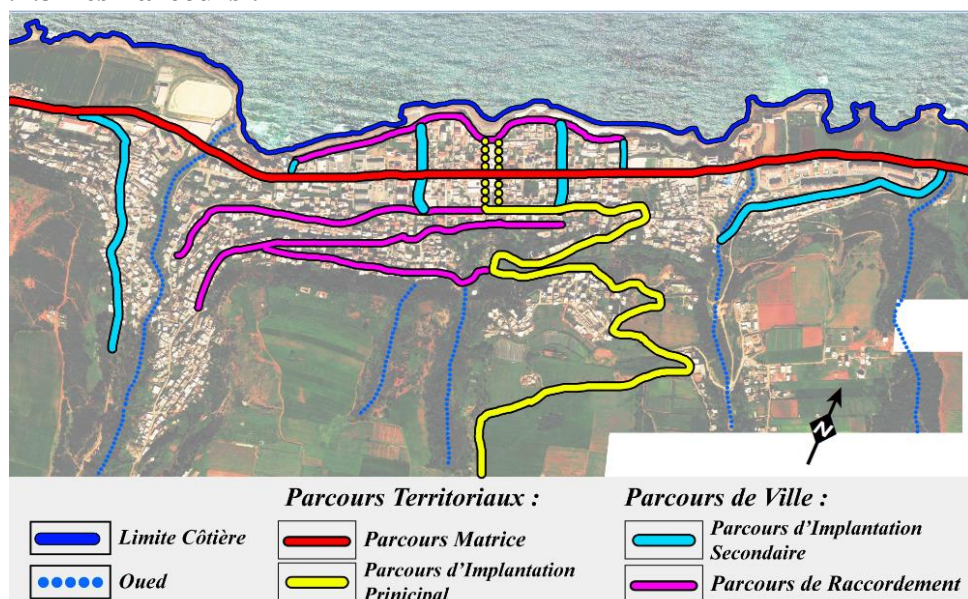 N
Parcours Territoriaux :
Parcours de Ville :
Limite Côtière
Parcours Matrice
Parcours d'Implantation
Secondaire
Oued
Parcours d'Implantation
Prinicipal
Parcours de Raccordement